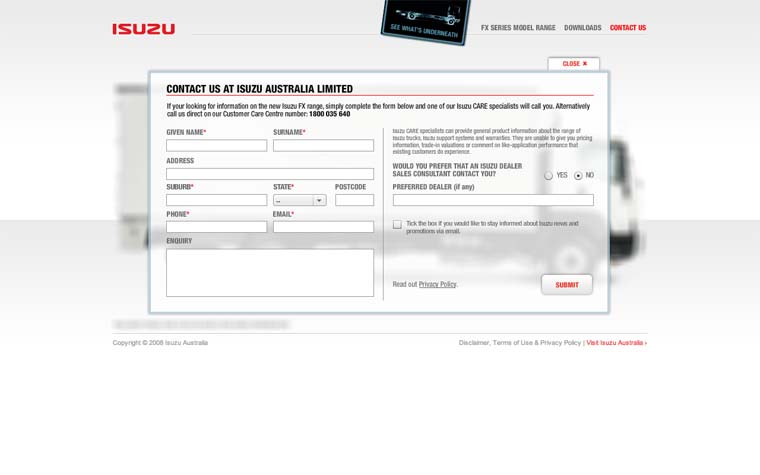 ISUZU
SEE WHAT'S UNDERNEATH
FX SERIES MODEL RANGE DOWNLOADS CONTACT US
CLOSE ✖
CONTACT US AT ISUZU AUSTRALIA LIMITED
If your looking for information on the new Isuzu FX range, simply complete the form below and one of our Isuzu CARE specialists will call you. Alternatively
call us direct on our Customer Care Centre number: 1800 035 640
GIVEN NAME* SURNAME*
ADDRESS
SUBURB* STATE* POSTCODE
--
PHONE* EMAIL*
ENQUIRY
Isuzu CARE specialists can provide general product information about the range of
Isuzu trucks, Isuzu support systems and warranties. They are unable to give you pricing
information, trade-in valuations or comment on like-application performance that
existing customers do experience.
WOULD YOU PREFER THAT AN ISUZU DEALER
SALES CONSULTANT CONTACT YOU? YES NO
PREFERRED DEALER (if any)
Tick the box if you would like to stay informed about Isuzu news and
promotions via email.
Read out Privacy Policy.
SUBMIT
Copyright © 2008 Isuzu Australia
Disclaimer, Terms of Use & Privacy Policy | Visit Isuzu Australia ›